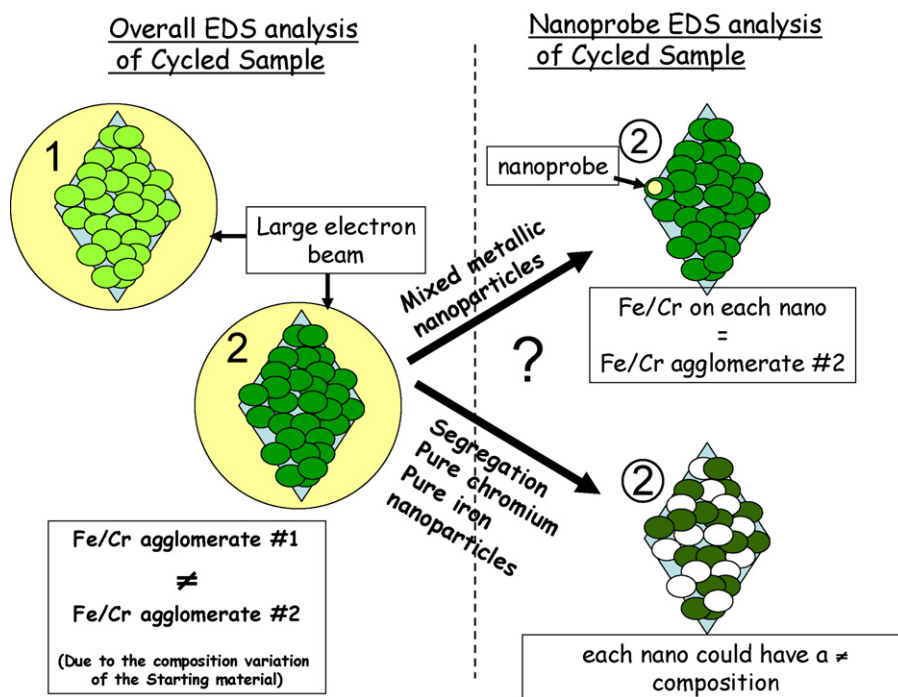 Overall EDS analysis
of Cycled Sample
1
Large electron
beam
2
Fe/Cr agglomerate #1
≠
Fe/Cr agglomerate #2
(Due to the composition variation
of the Starting material)
Mixed metallic
nanoparticles
?
Segregation
Pure chromium
Pure iron
nanoparticles
Nanoprobe EDS analysis
of Cycled Sample
2
nanoprobe
Fe/Cr on each nano
=
Fe/Cr agglomerate #2
2
each nano could have a ≠
composition